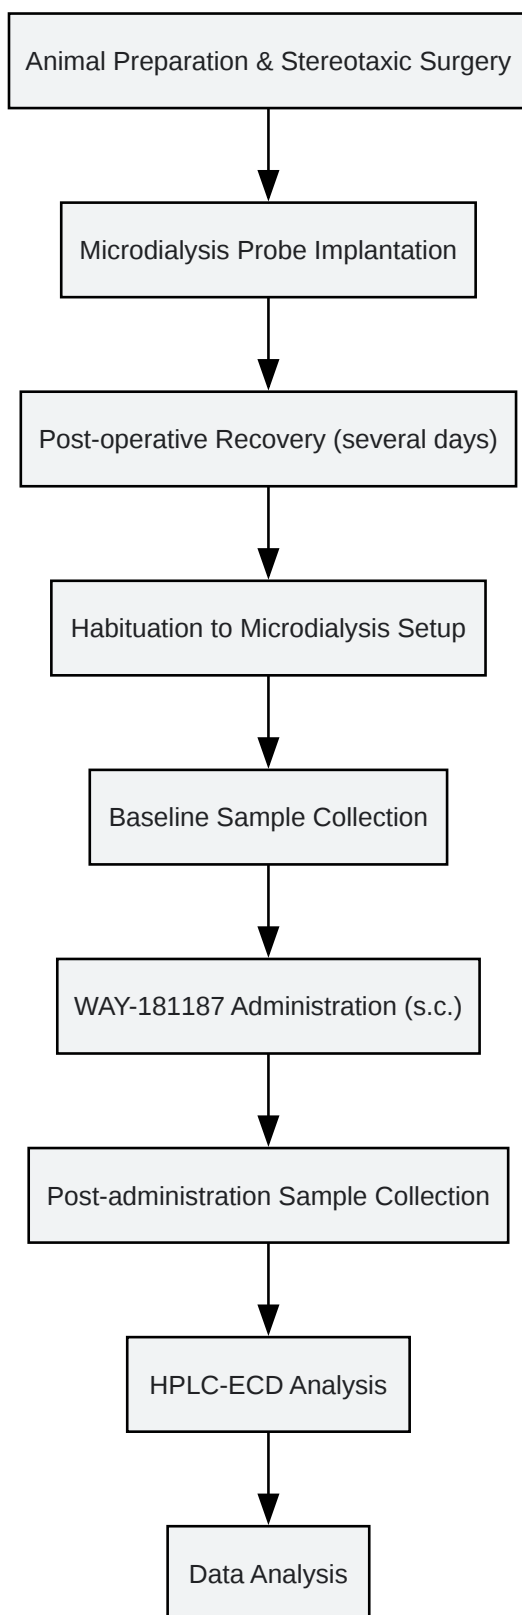 Animal Preparation & Stereotaxic Surgery
Microdialysis Probe Implantation
Post-operative Recovery (several days)
Habituation to Microdialysis Setup
Baseline Sample Collection
WAY-181187 Administration (s.c.)
Post-administration Sample Collection
HPLC-ECD Analysis
Data Analysis